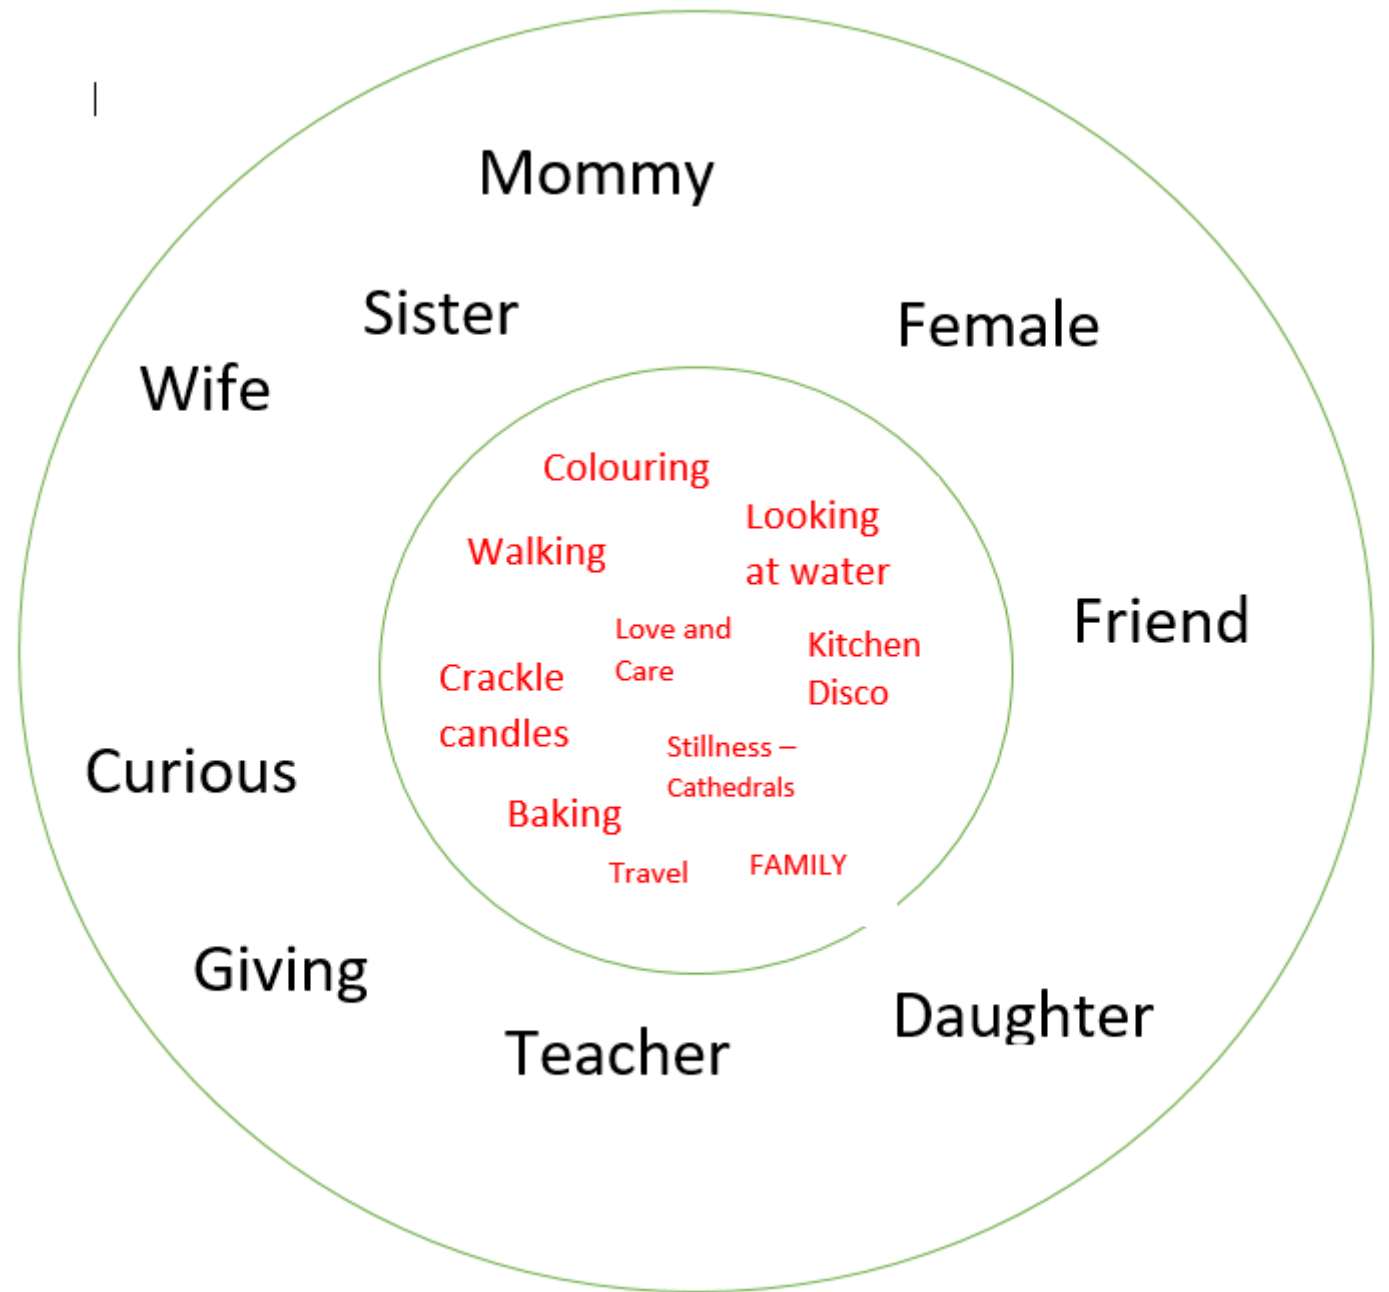 Mommy
Sister
Female
Wife
Colouring
Looking
at water
Walking
Love and
Care
Kitchen
Disco
Friend
Crackle
candles
Stillness –
Cathedrals
Curious
Baking
Travel
FAMILY
Giving
Teacher
Daughter